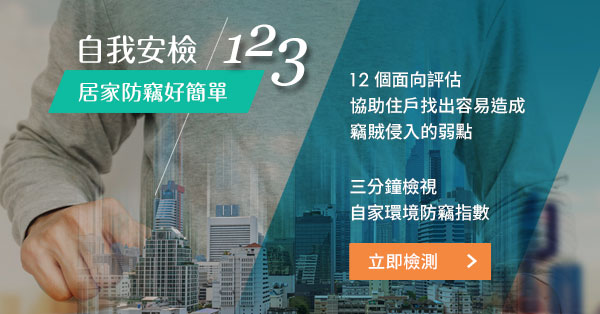 自我安檢 123
居家防竊好簡單
12 個面向評估
協助住戶找出容易造成
竊賊侵入的弱點
三分鐘檢視
自家環境防竊指數
立即檢測 >